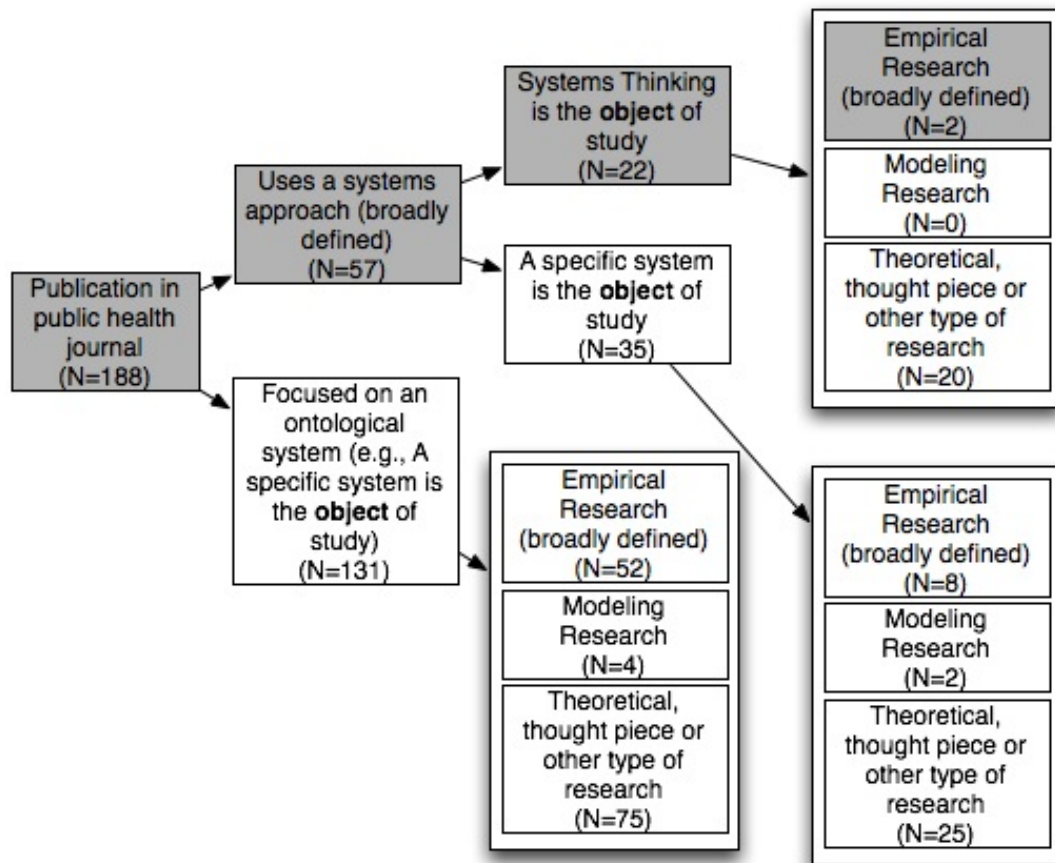 Publication in
public health
journal
(N=188)
Uses a systems
approach (broadly
defined)
(N=57)
Focused on an
ontological
system (e.g., A
specific system is
the object of
study)
(N=131)
Systems Thinking
is the object of
study
(N=22)
A specific system
is the object of
study
(N=35)
Empirical
Research
(broadly defined)
(N=52)
Modeling
Research
(N=4)
Theoretical,
thought piece or
other type of
research
(N=75)
Empirical
Research
(broadly defined)
(N=2)
Modeling
Research
(N=0)
Theoretical,
thought piece or
other type of
research
(N=20)
Empirical
Research
(broadly defined)
(N=8)
Modeling
Research
(N=2)
Theoretical,
thought piece or
other type of
research
(N=25)